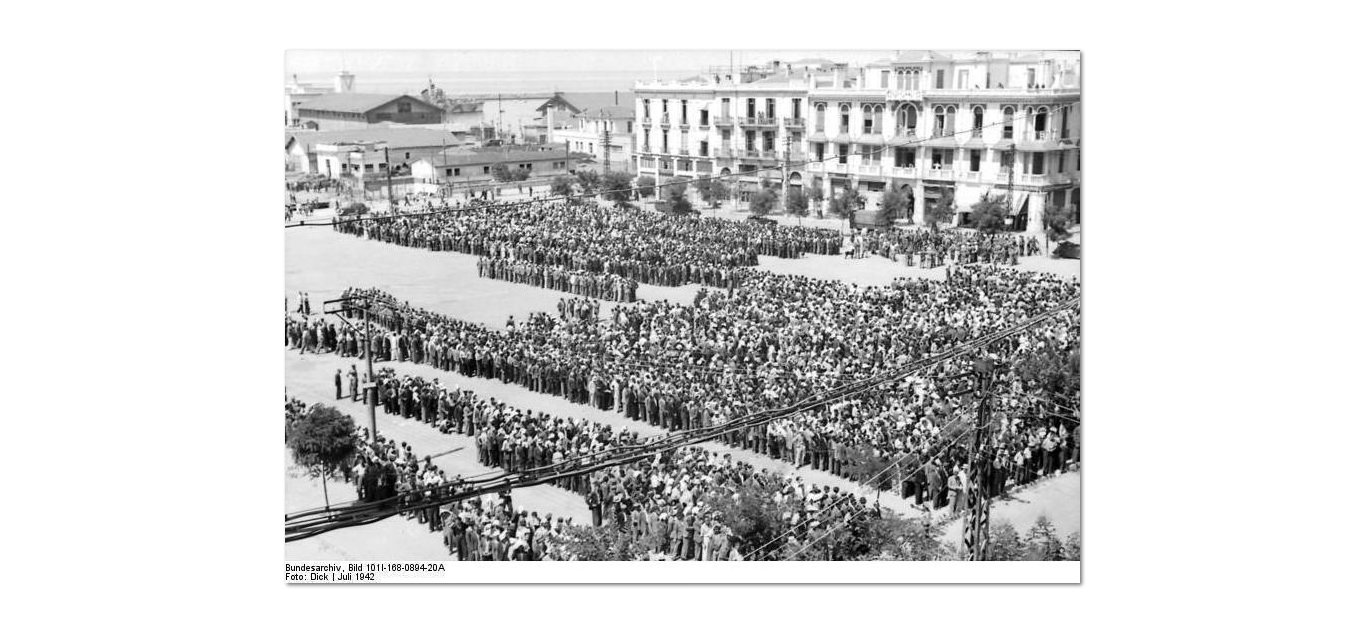 Bundesarchiv, Bild 101I-168-0894-20A
Foto: Dick | Juli 1942